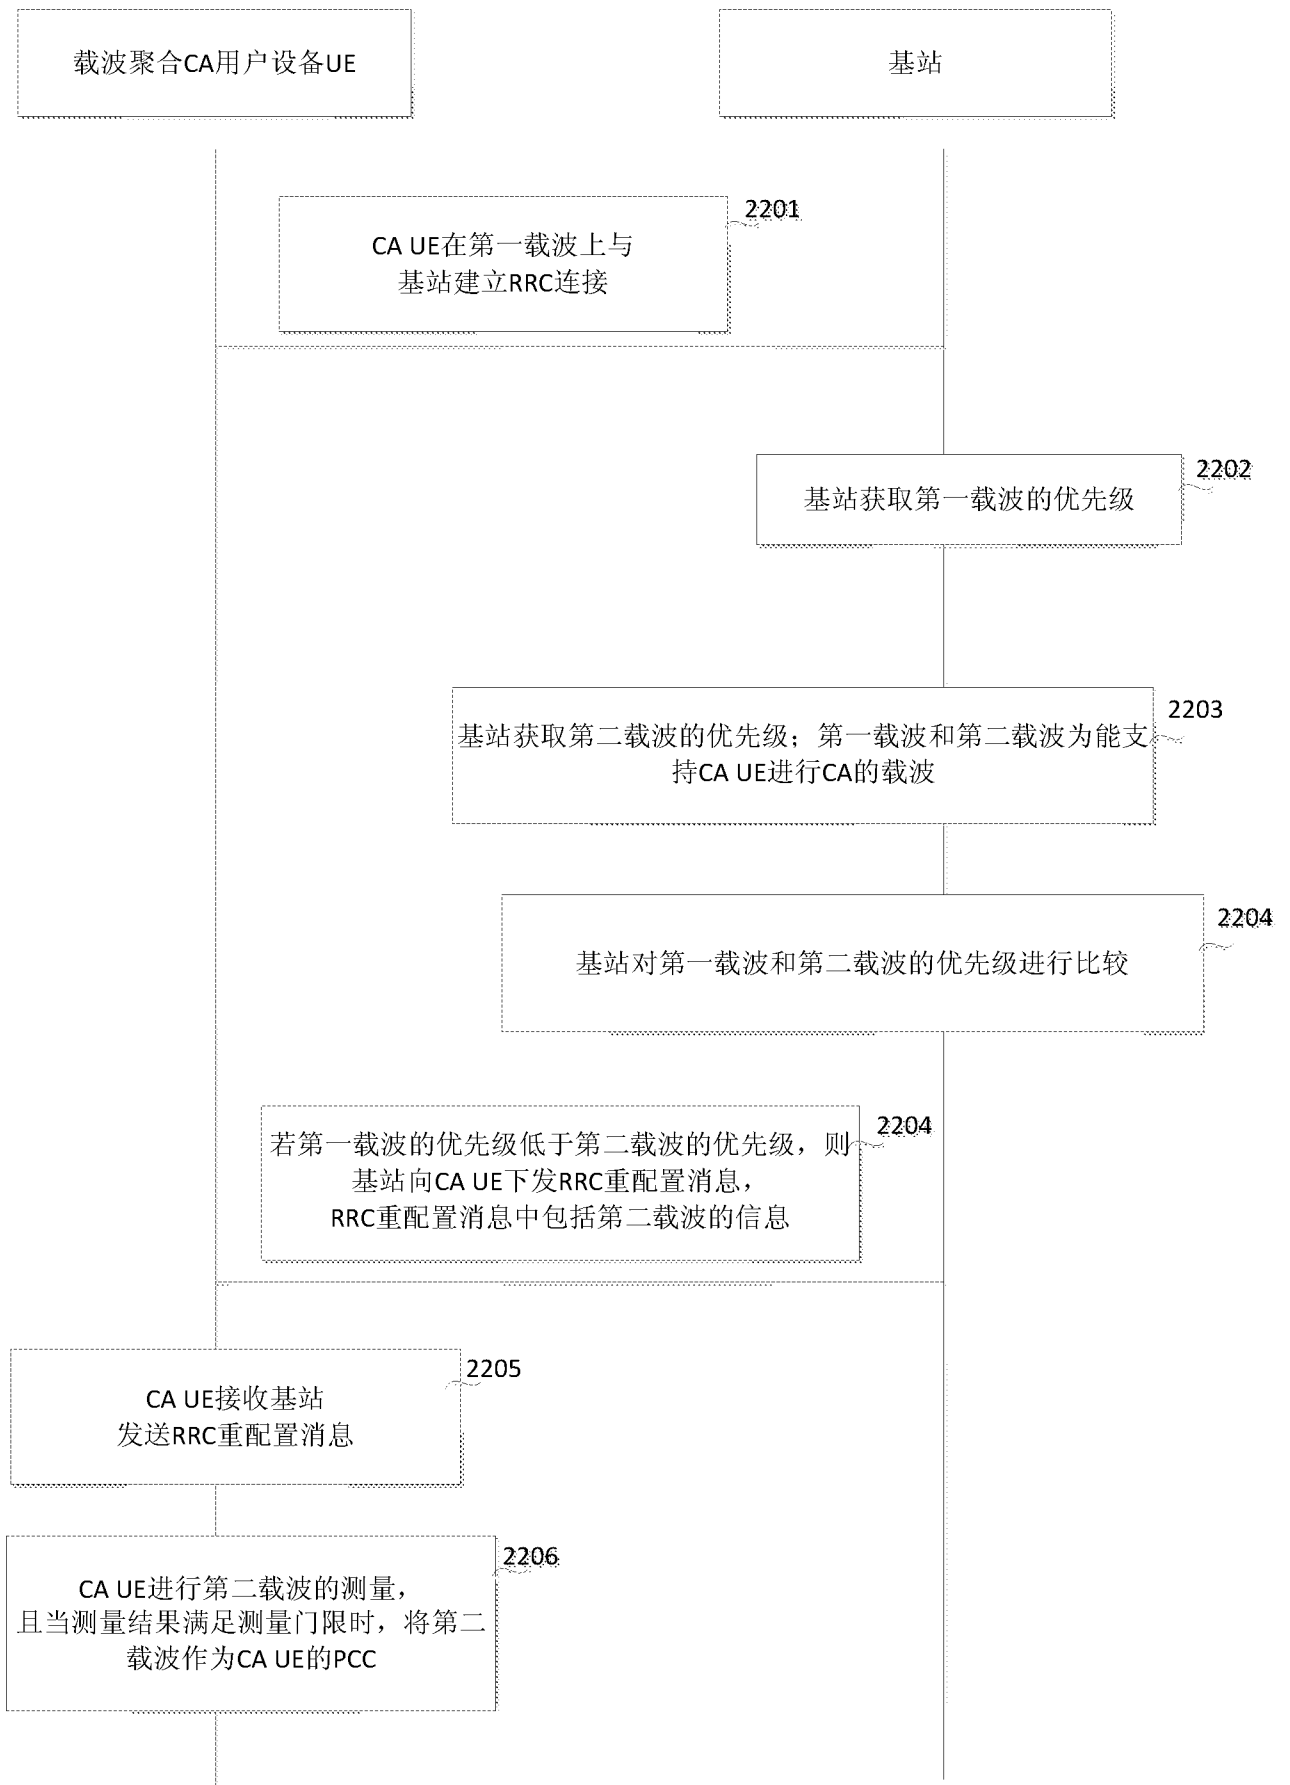 载波聚合CA用户设备UE
基站
2201
CA UE在第一载波上与
基站建立RRC连接
2202
基站获取第一载波的优先级
2203
基站获取第二载波的优先级；第一载波和第二载波为能支
持CA UE进行CA的载波
2204
基站对第一载波和第二载波的优先级进行比较
2204
若第一载波的优先级低于第二载波的优先级，则
基站向CA UE下发RRC重配置消息，
RRC重配置消息中包括第二载波的信息
2205
CA UE接收基站
发送RRC重配置消息
2206
CA UE进行第二载波的测量，
且当测量结果满足测量门限时，将第二
载波作为CA UE的PCC